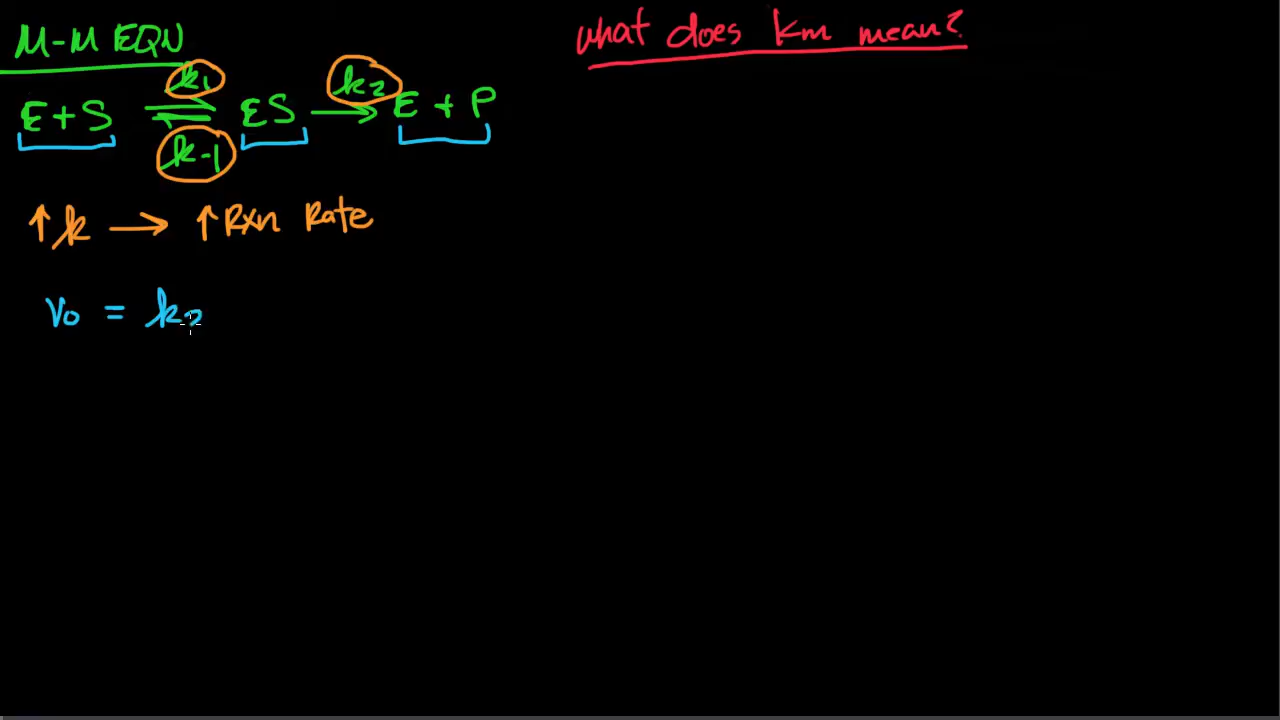 M-M EQN
what does km mean?
k1 k2
E + S ⇌ ES → E + P
k-1
↑ k → ↑ Rxn Rate
V0 = k2